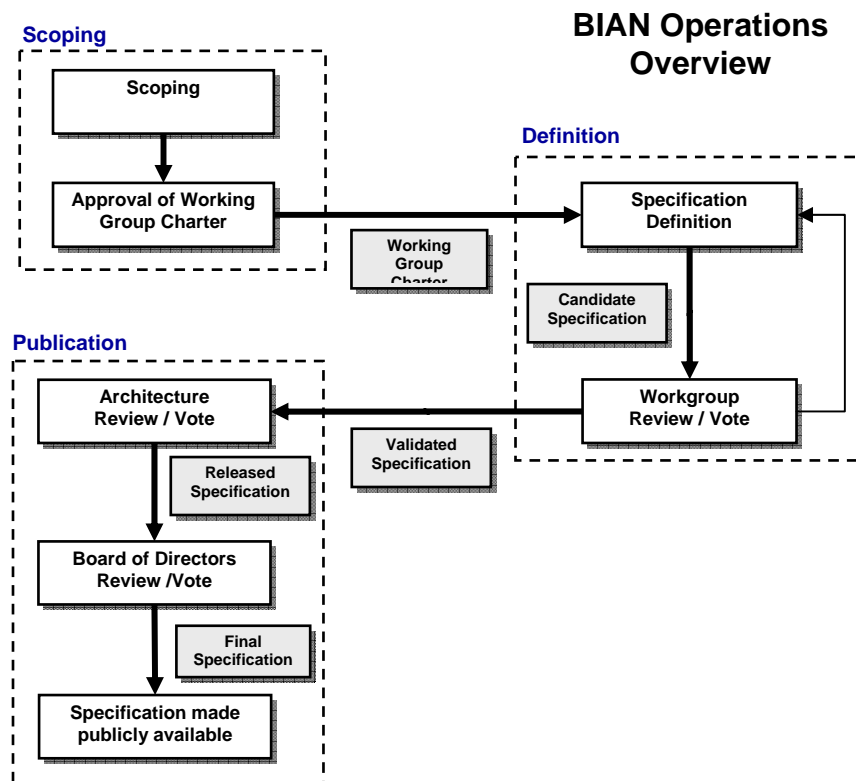 BIAN Operations
Overview
Scoping
Scoping
Approval of Working
Group Charter
Working
Group
Charter
Definition
Specification
Definition
Candidate
Specification
Workgroup
Review / Vote
Validated
Specification
Publication
Architecture
Review / Vote
Released
Specification
Board of Directors
Review /Vote
Final
Specification
Specification made
publicly available